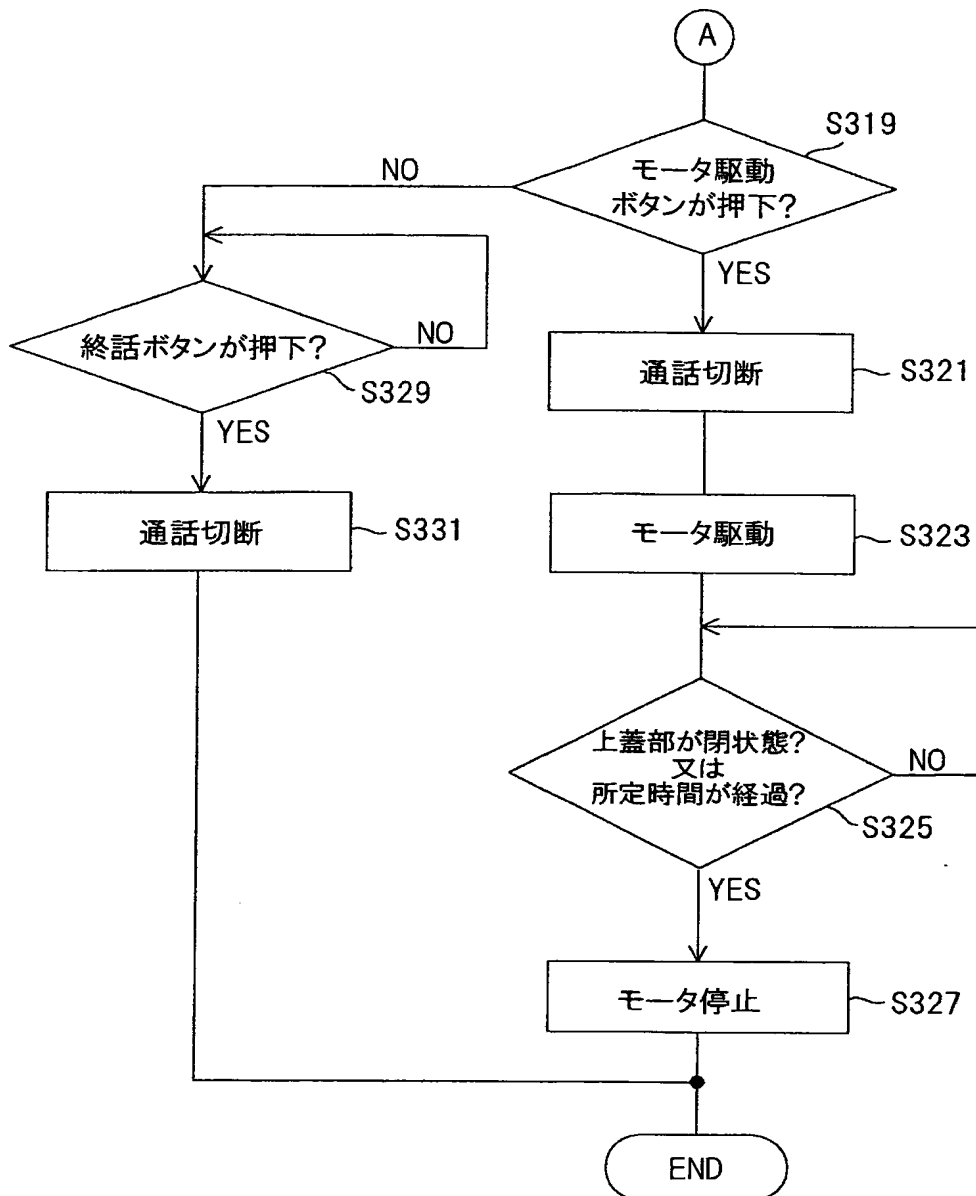 A
S319
モータ駆動
ボタンが押下?
NO
YES
終話ボタンが押下?
NO
S329
YES
通話切断
S321
通話切断
S331
モータ駆動
S323
上蓋部が閉状態?
又は
所定時間が経過?
NO
S325
YES
モータ停止
S327
END